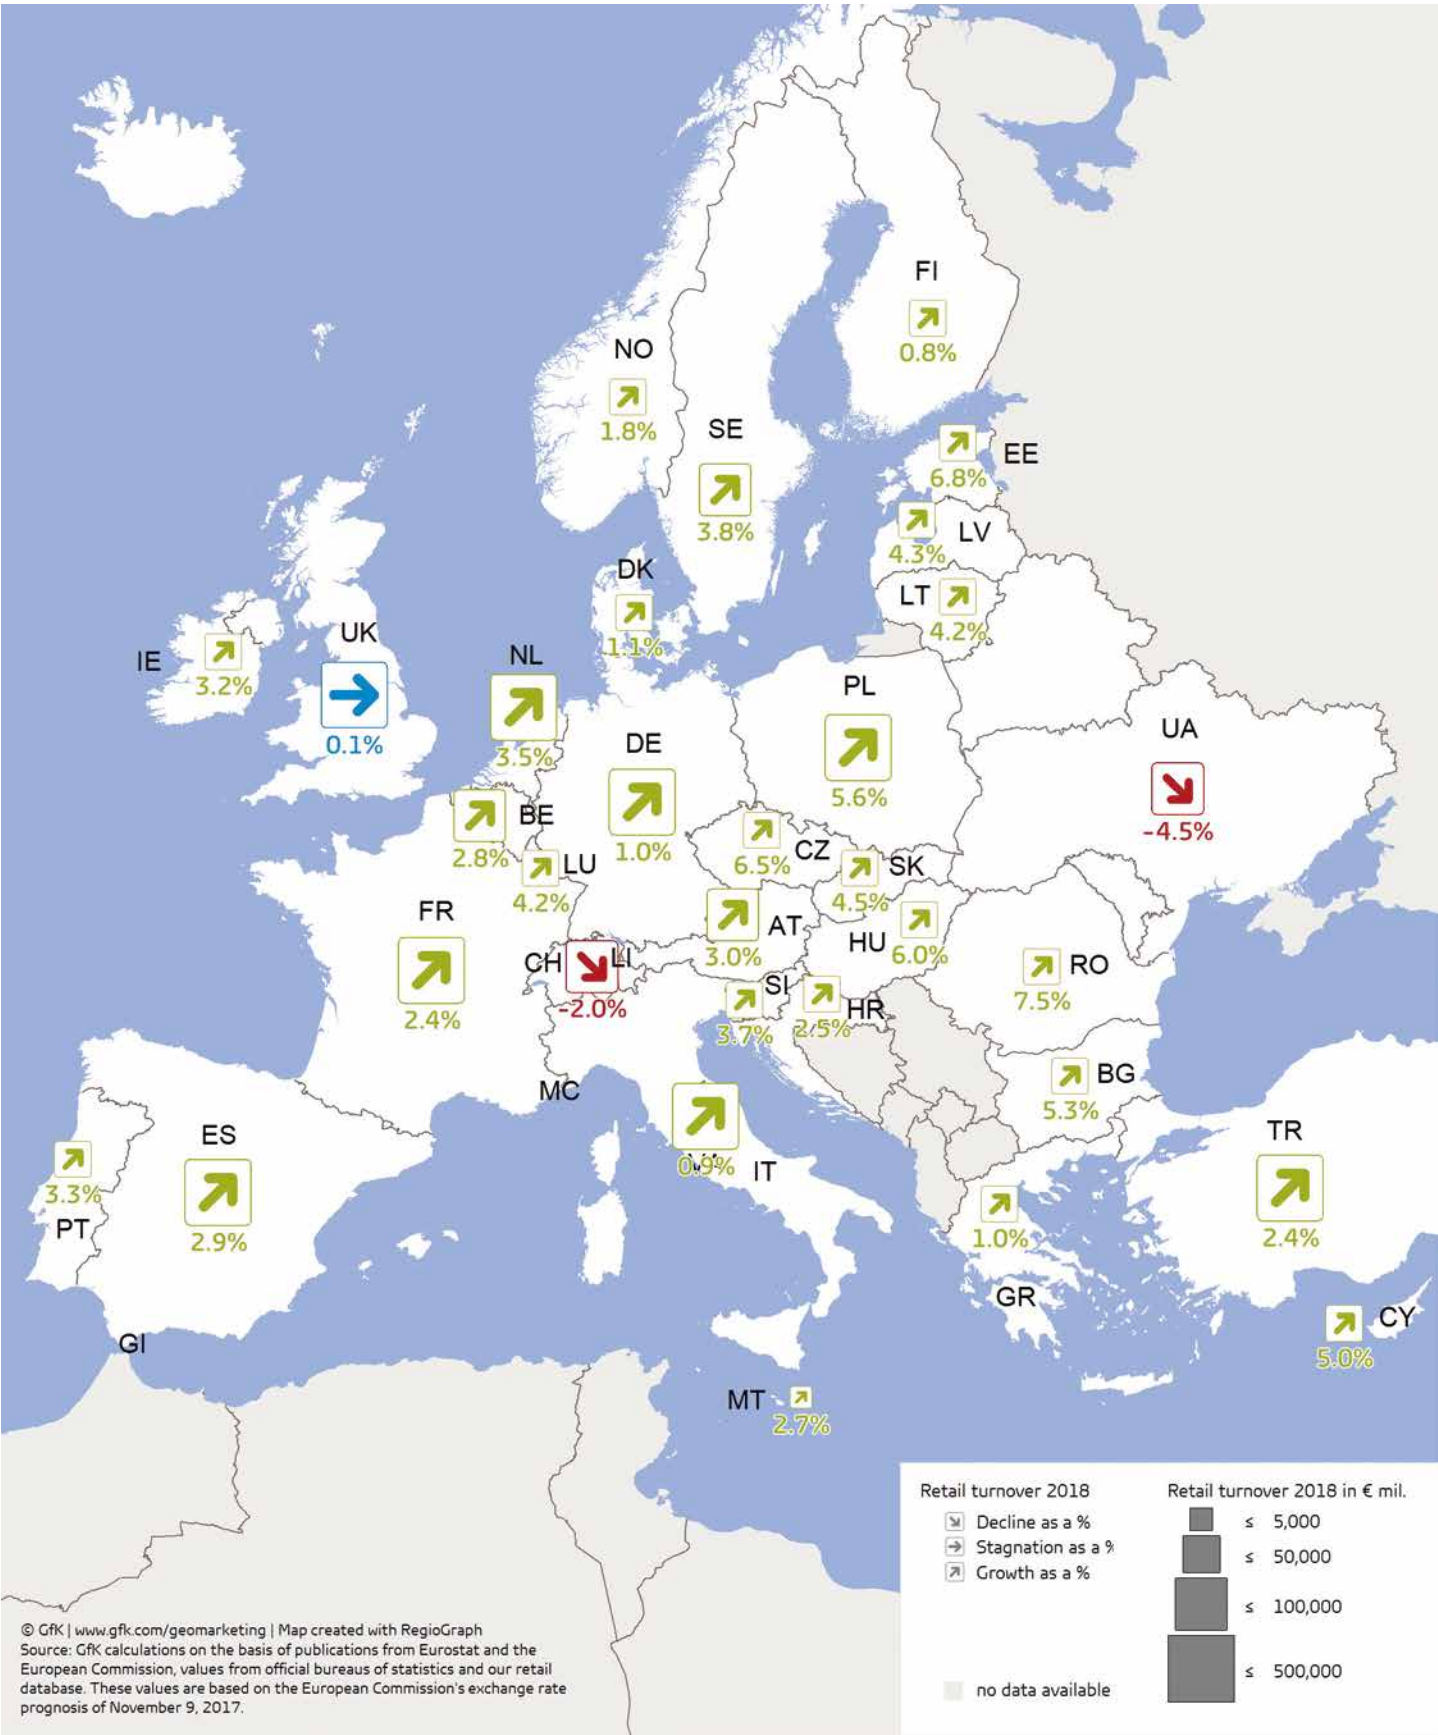 FI
0.8%
NO
1.8%
SE
3.8%
EE
6.8%
LV
4.3%
LT
4.2%
DK
1.1%
UK
0.1%
IE
3.2%
NL
3.5%
PL
5.6%
UA
-4.5%
DE
1.0%
BE
2.8%
CZ
6.5%
SK
4.5%
LU
4.2%
FR
2.4%
AT
3.0%
HU
6.0%
CH
LI
-2.0%
RO
7.5%
SI
3.7%
HR
2.5%
BG
5.3%
MC
ES
2.9%
3.3%
PT
0.9%
IT
TR
2.4%
1.0%
GR
CY
5.0%
GI
MT
2.7%
Retail turnover 2018
Decline as a %
Stagnation as a %
Growth as a %
no data available
Retail turnover 2018 in € mil.
≤ 5,000
≤ 50,000
≤ 100,000
≤ 500,000
© GfK | www.gfk.com/geomarketing | Map created with RegioGraph
Source: GfK calculations on the basis of publications from Eurostat and the
European Commission, values from official bureaus of statistics and our retail
database. These values are based on the European Commission's exchange rate
prognosis of November 9, 2017.